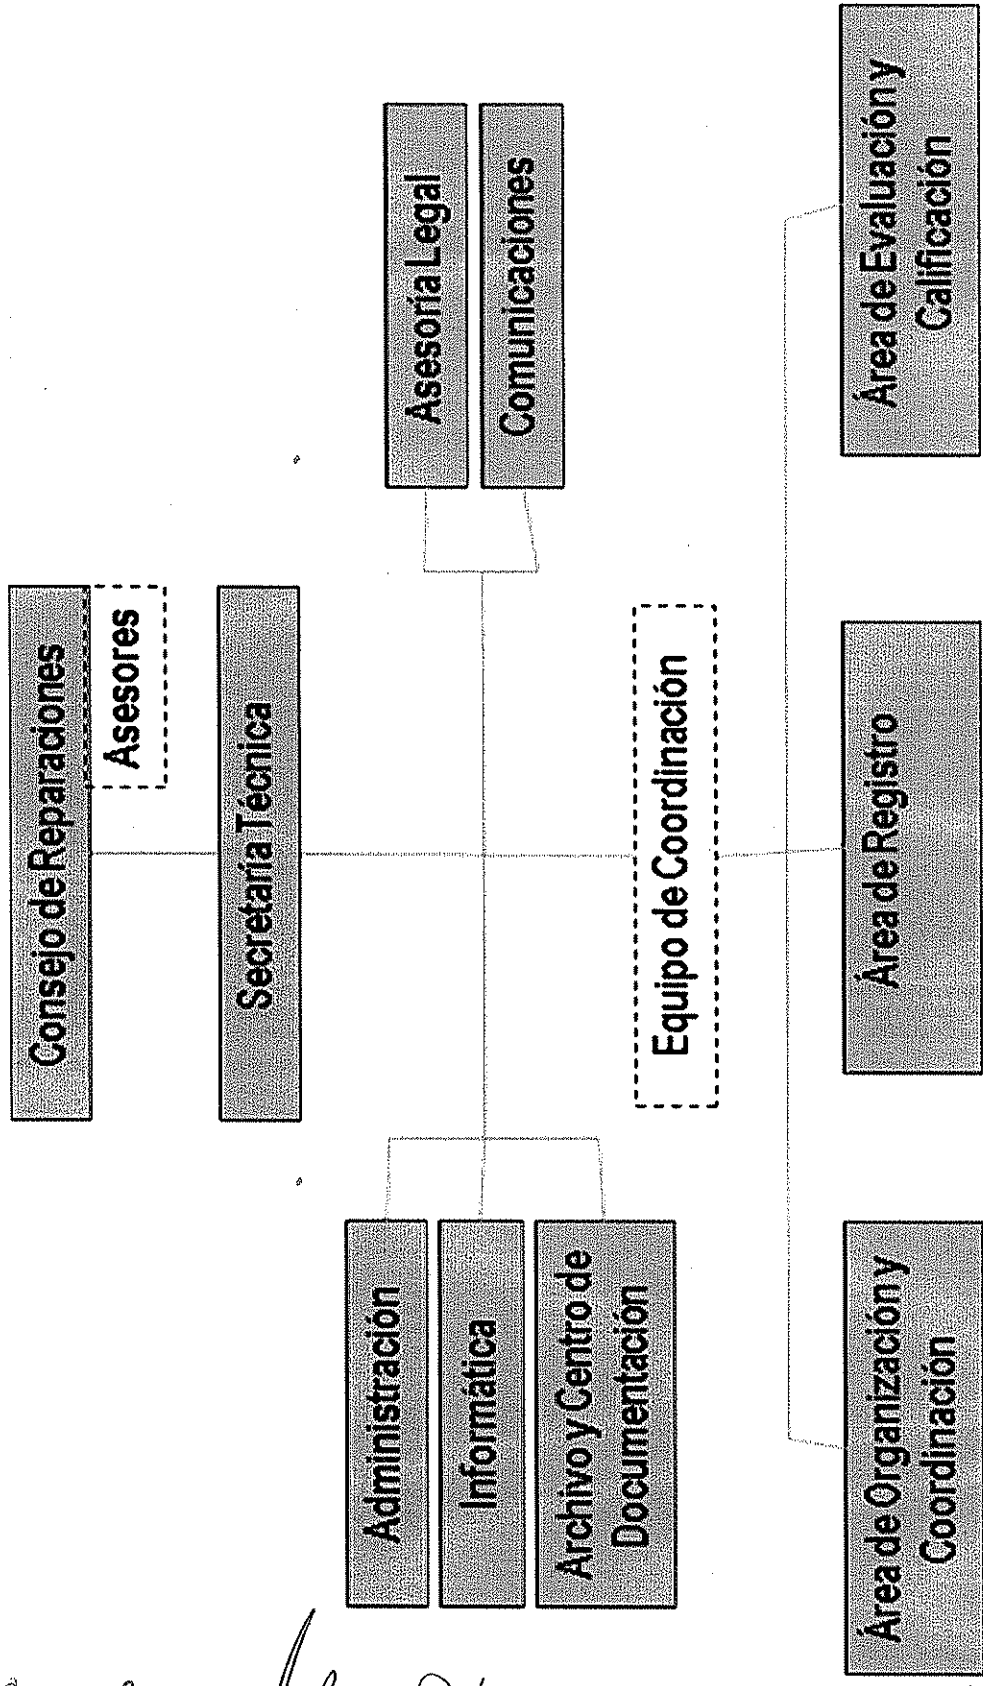 Consejo de Reparaciones
Asesores
Secretaría Técnica
Administración
Informática
Archivo y Centro de
Documentación
Asesoría Legal
Comunicaciones
Equipo de Coordinación
Área de Organización y
Coordinación
Área de Registro
Área de Evaluación y
Calificación